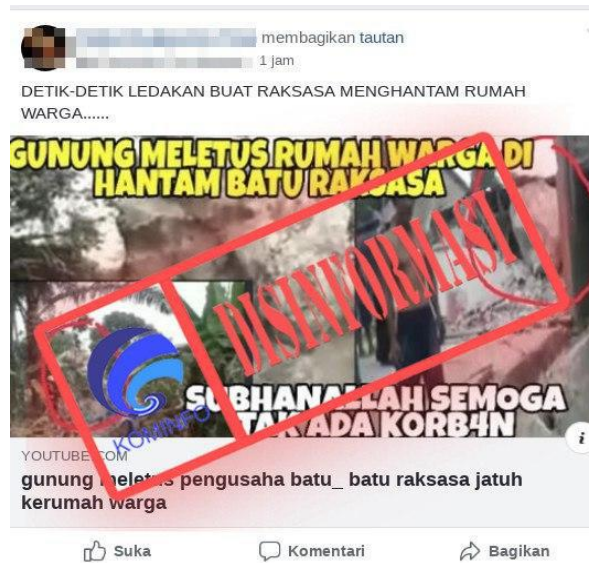 membagikan tautan
1 jam
DETIK-DETIK LEDAKAN BUAT RAKSASA MENGHANTAM RUMAH
WARGA......
GUNUNG MELETUS RUMAH WARGA DI
HANTAM BATU RAKSASA
DISINFORMASI
KOMINFO
SUBHANALLAH SEMOGA
TAK ADA KORB4N
YOUTUBE.COM
gunung meletus pengusaha batu_ batu raksasa jatuh
kerumah warga
Suka
Komentari
Bagikan